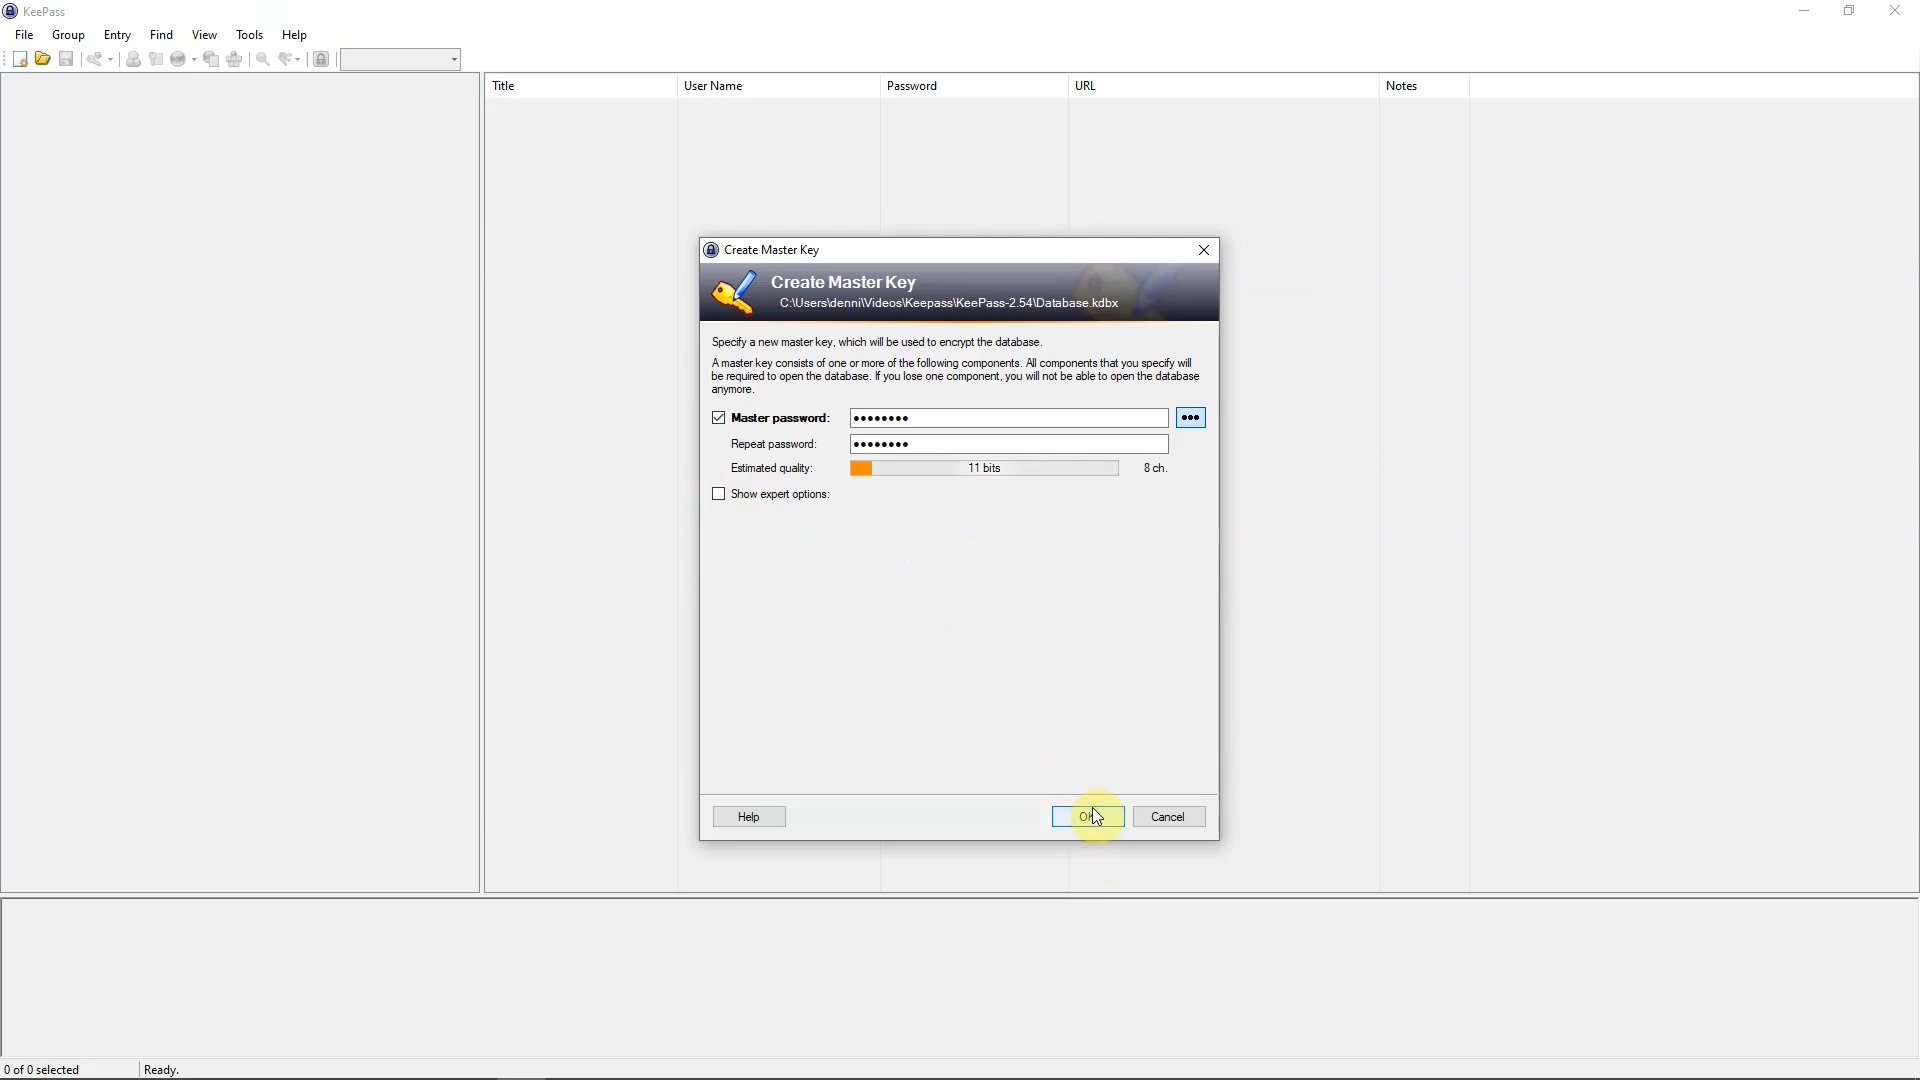 KeePass
File Group Entry Find View Tools Help
Title User Name Password URL Notes
Create Master Key
Create Master Key
C:\Users\denni\Videos\Keepass\KeePass-2.54\Database.kdbx
Specify a new master key, which will be used to encrypt the database.
A master key consists of one or more of the following components. All components that you specify will
be required to open the database. If you lose one component, you will not be able to open the database
anymore.
Master password: ●●●●●●●●
Repeat password: ●●●●●●●●
Estimated quality: 11 bits 8 ch.
Show expert options:
Help OK Cancel
0 of 0 selected Ready.